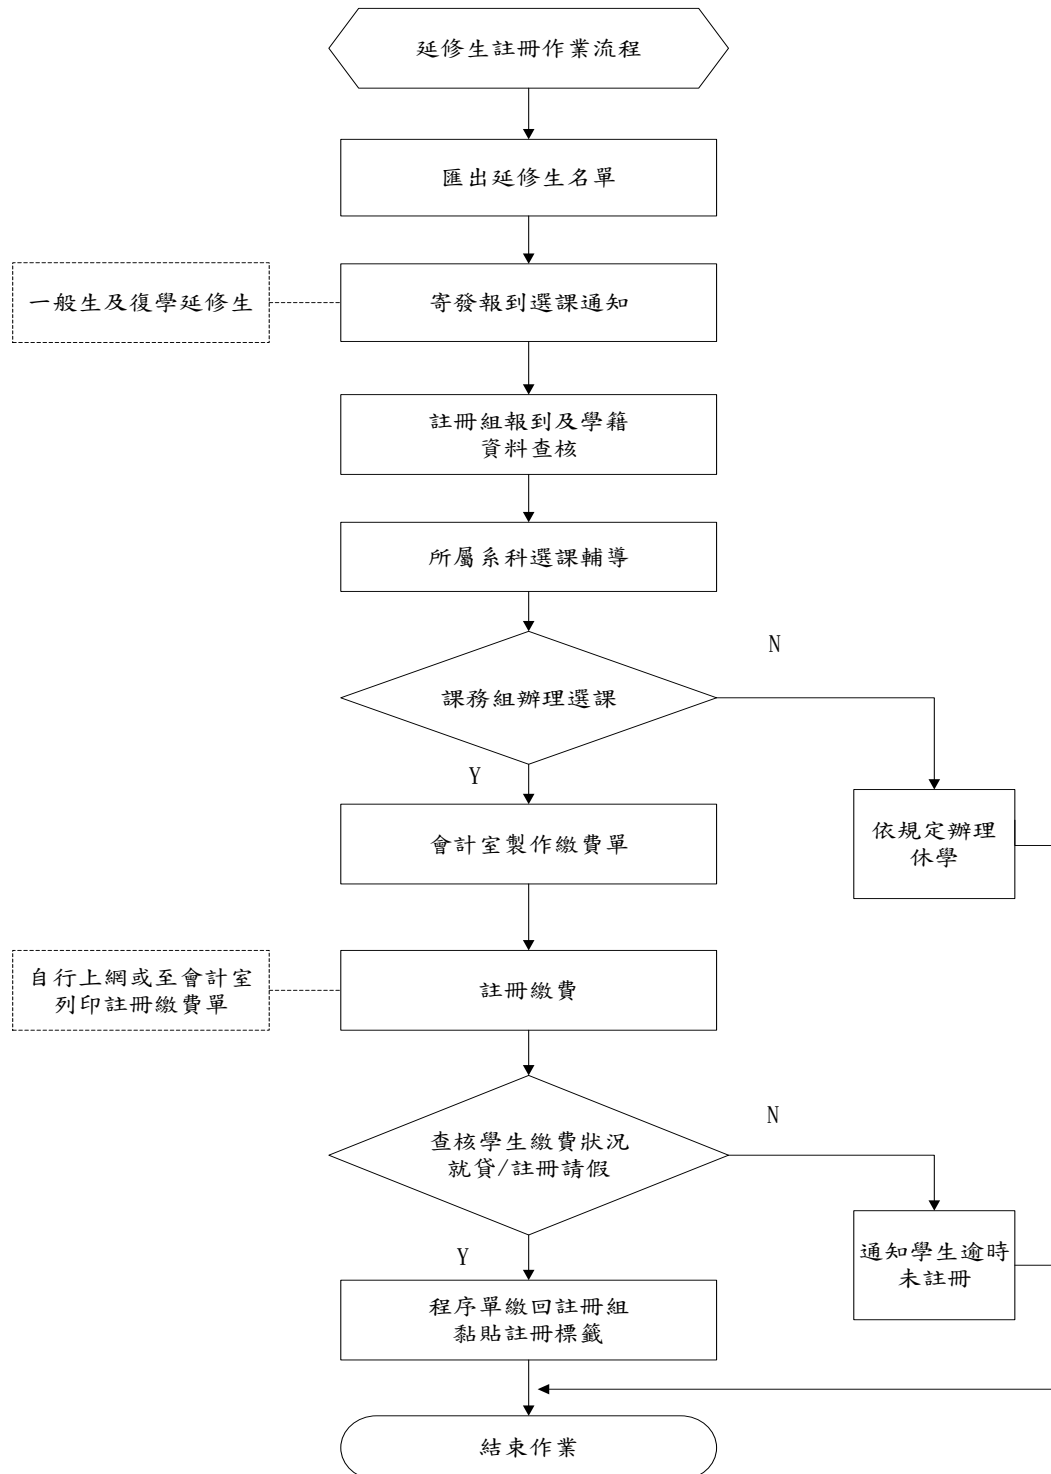 延修生註冊作業流程
匯出延修生名單
一般生及復學延修生
寄發報到選課通知
註冊組報到及學籍
資料查核
所屬系科選課輔導
N
課務組辦理選課
Y
會計室製作繳費單
依規定辦理
休學
自行上網或至會計室
列印註冊繳費單
註冊繳費
N
查核學生繳費狀況
就貸/註冊請假
Y
通知學生逾時
未註冊
程序單繳回註冊組
黏貼註冊標籤
結束作業